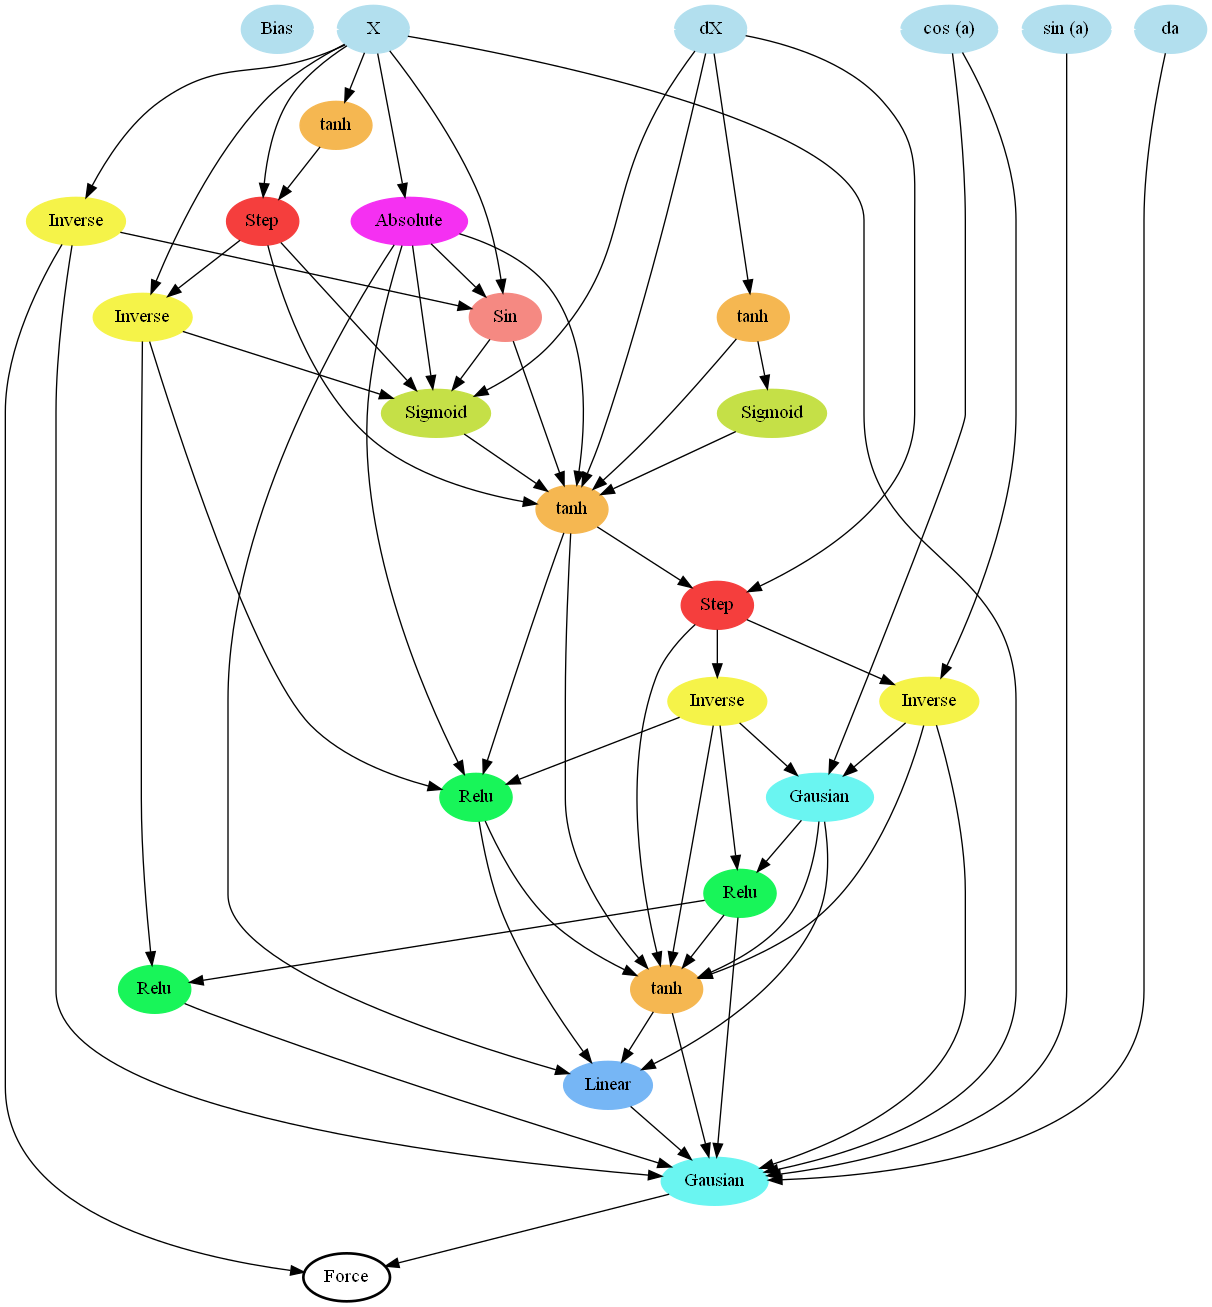 Bias
X
dX
cos (a)
sin (a)
da
tanh
Inverse
Step
Absolute
Inverse
Sin
tanh
Sigmoid
Sigmoid
tanh
Step
Inverse
Inverse
Relu
Gausian
Relu
Relu
tanh
Linear
Gausian
Force